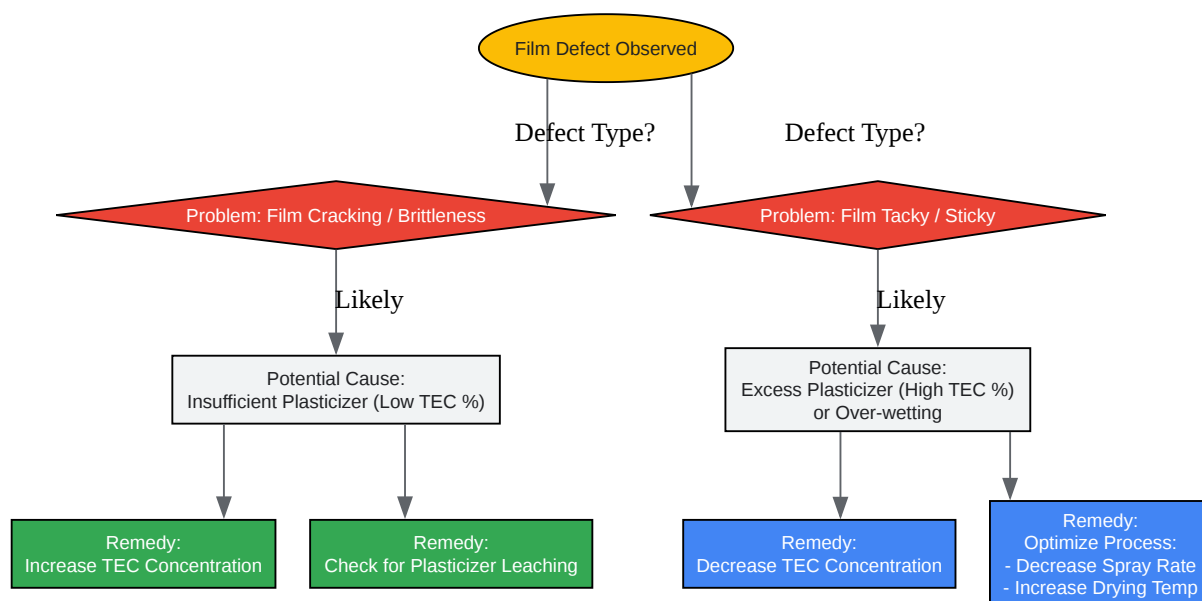 Film Defect Observed
Defect Type?
Defect Type?
Problem: Film Cracking / Brittleness
Problem: Film Tacky / Sticky
Likely
Likely
Potential Cause:
Insufficient Plasticizer (Low TEC %)
Potential Cause:
Excess Plasticizer (High TEC %)
or Over-wetting
Remedy:
Increase TEC Concentration
Remedy:
Check for Plasticizer Leaching
Remedy:
Decrease TEC Concentration
Remedy:
Optimize Process:
- Decrease Spray Rate
- Increase Drying Temp